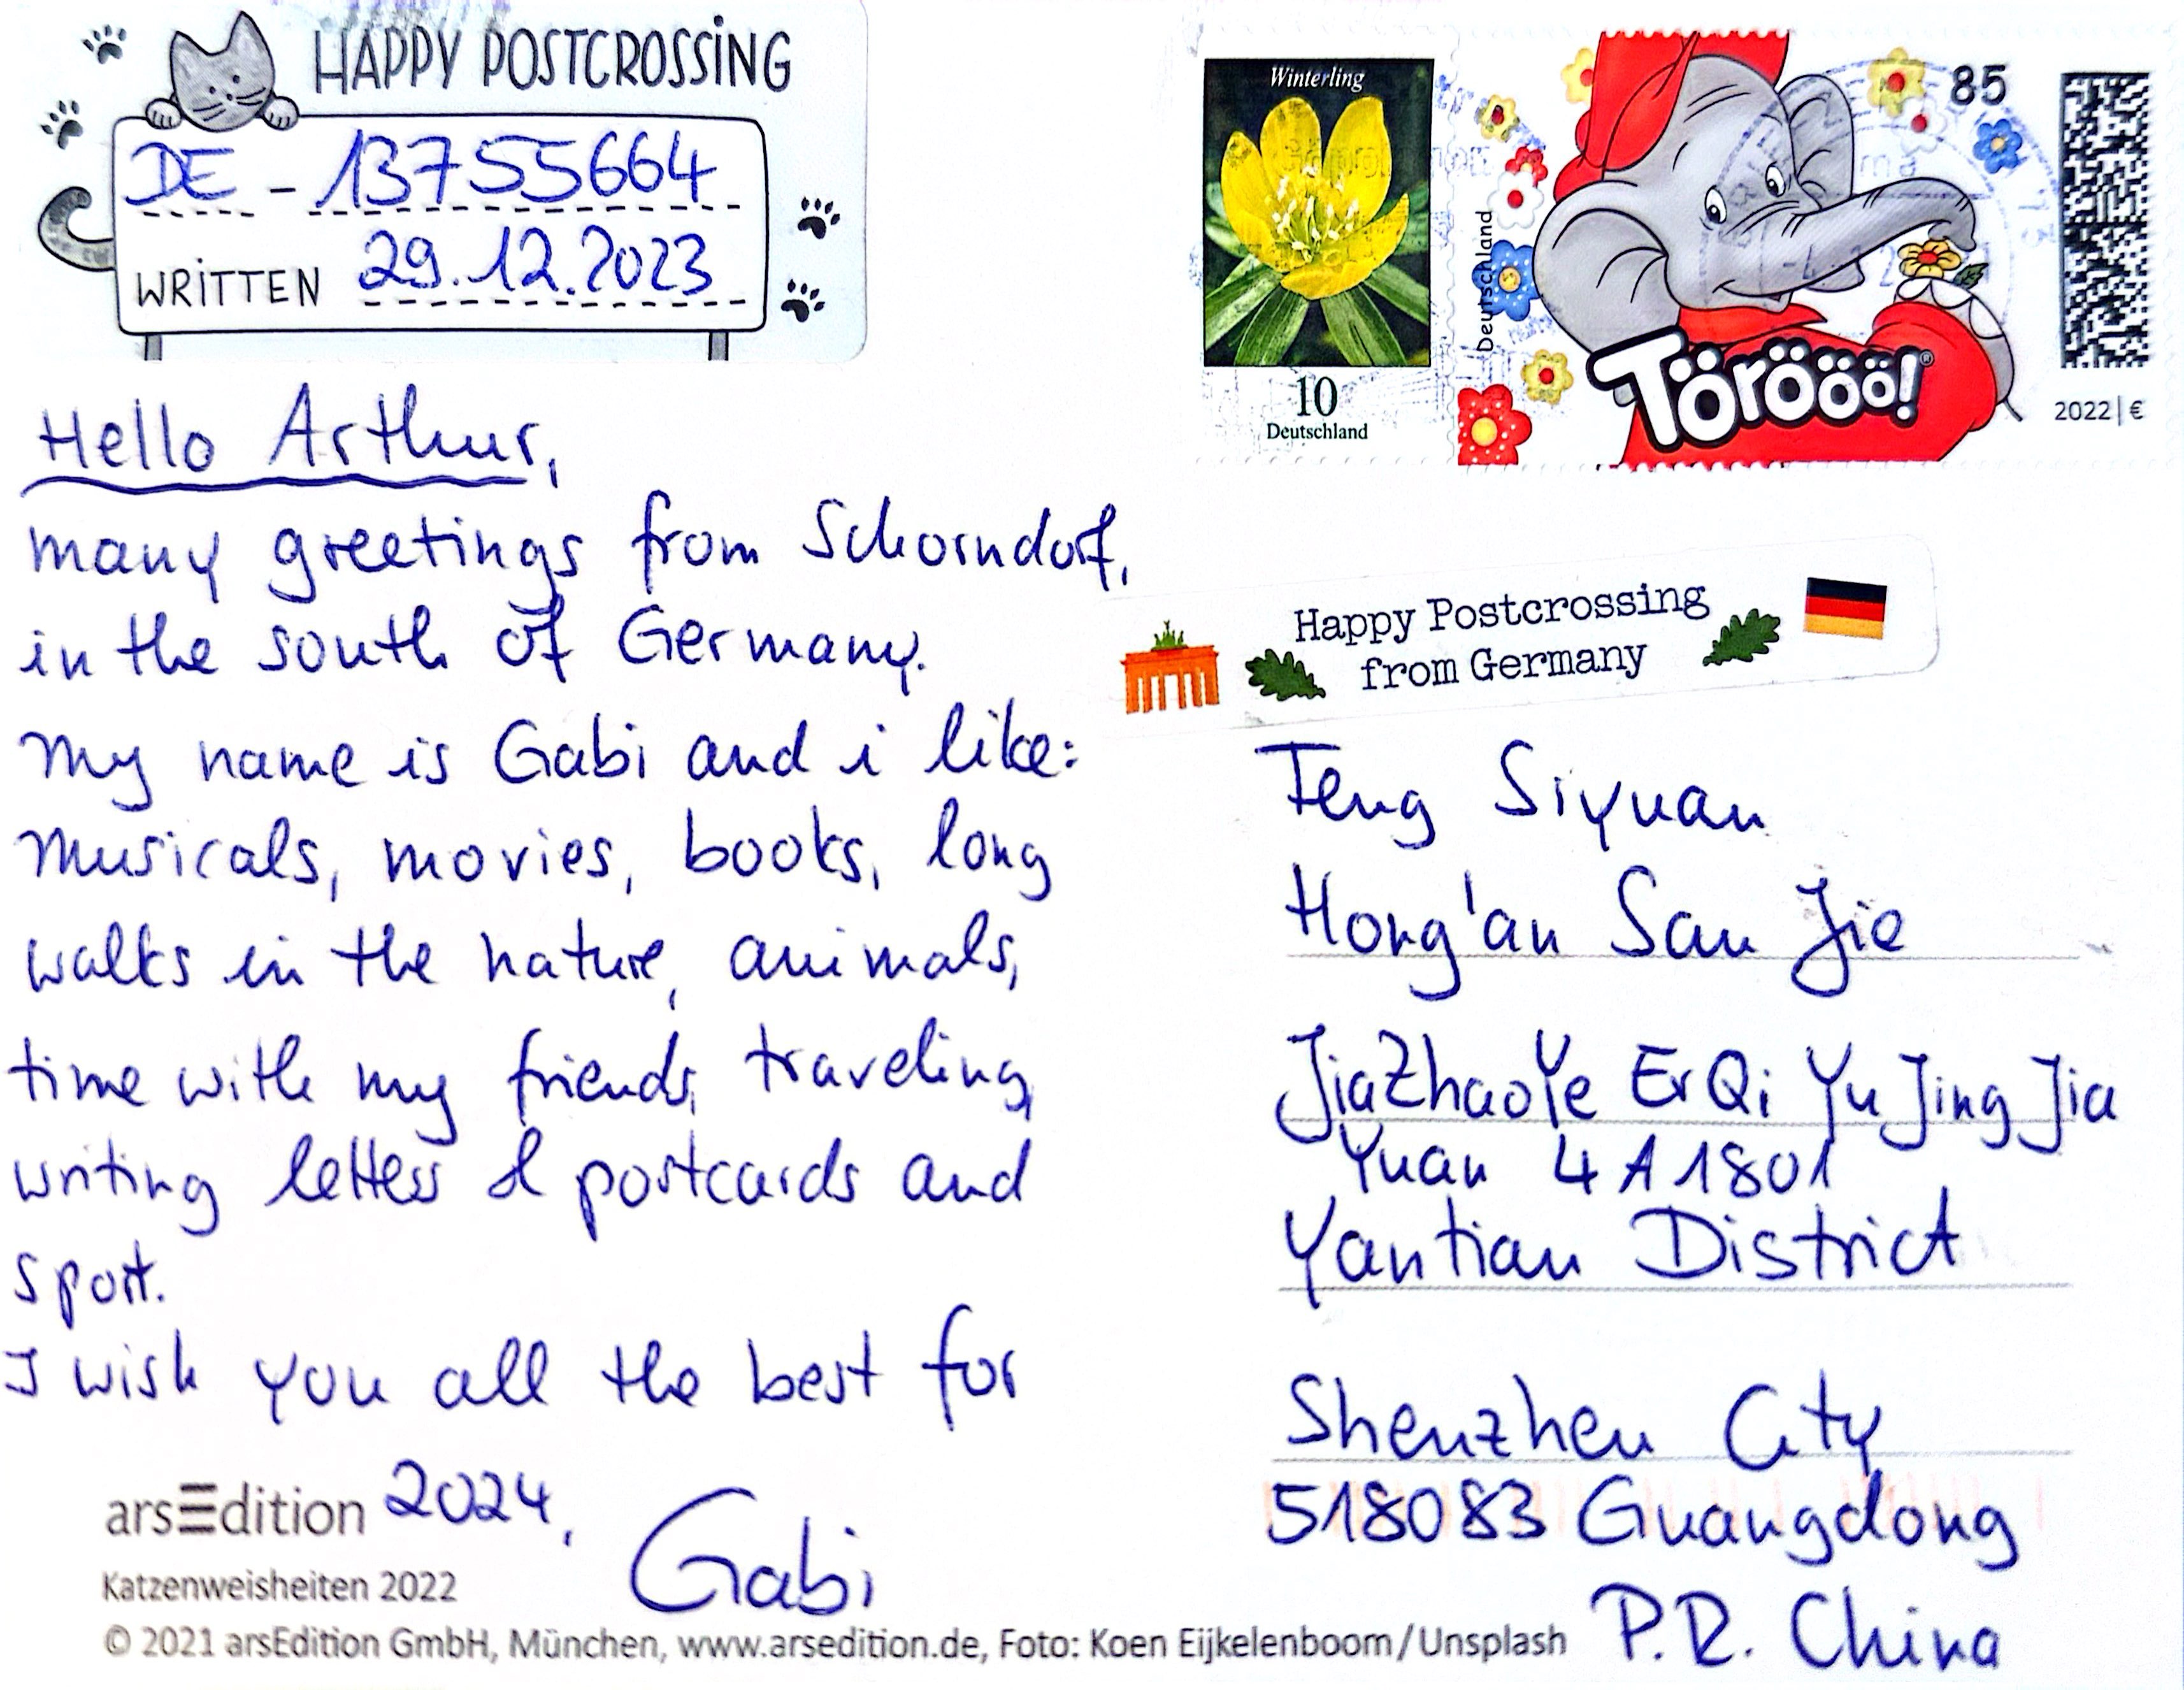 HAPPY POSTCROSSING
DE - 13755664
WRITTEN 29.12.2023
Hello Arthur,
many greetings from Schorndorf,
in the south of Germany.
My name is Gabi and i like:
Musicals, movies, books, long
walks in the nature, animals,
time with my friends, traveling,
writing letters & postcards and
sport.
I wish you all the best for
2024,
Gabi
arsEdition
Katzenweisheiten 2022
© 2021 arsEdition GmbH, München, www.arsedition.de, Foto: Koen Eijkelenboom/Unsplash
Winterling
10
Deutschland
Deutschland
85
Törööö!®
2022 | €
Happy Postcrossing
from Germany
Teng Siyuan
Hong'an San Jie
JiaZhaoYe ErQi YuJingJia
Yuan 4A1801
Yantian District
Shenzhen City
518083 Guangdong
P.R. China